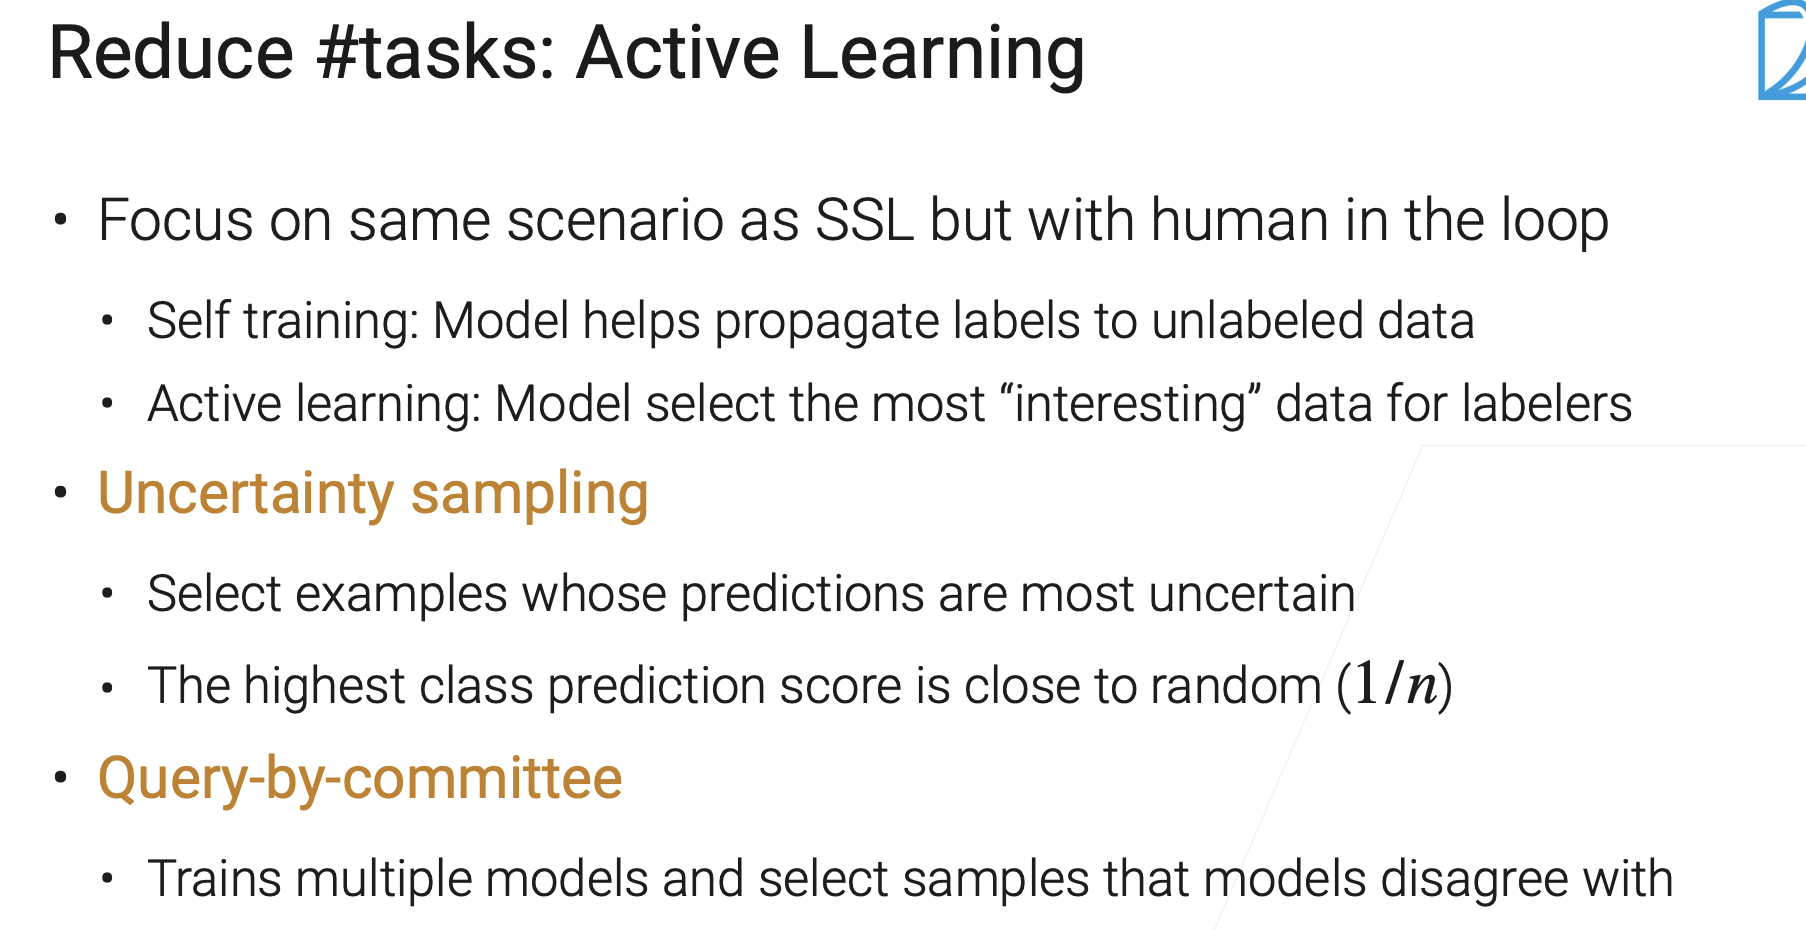 Reduce #tasks: Active Learning
• Focus on same scenario as SSL but with human in the loop
• Self training: Model helps propagate labels to unlabeled data
• Active learning: Model select the most “interesting” data for labelers
• Uncertainty sampling
• Select examples whose predictions are most uncertain
• The highest class prediction score is close to random (1/n)
• Query-by-committee
• Trains multiple models and select samples that models disagree with